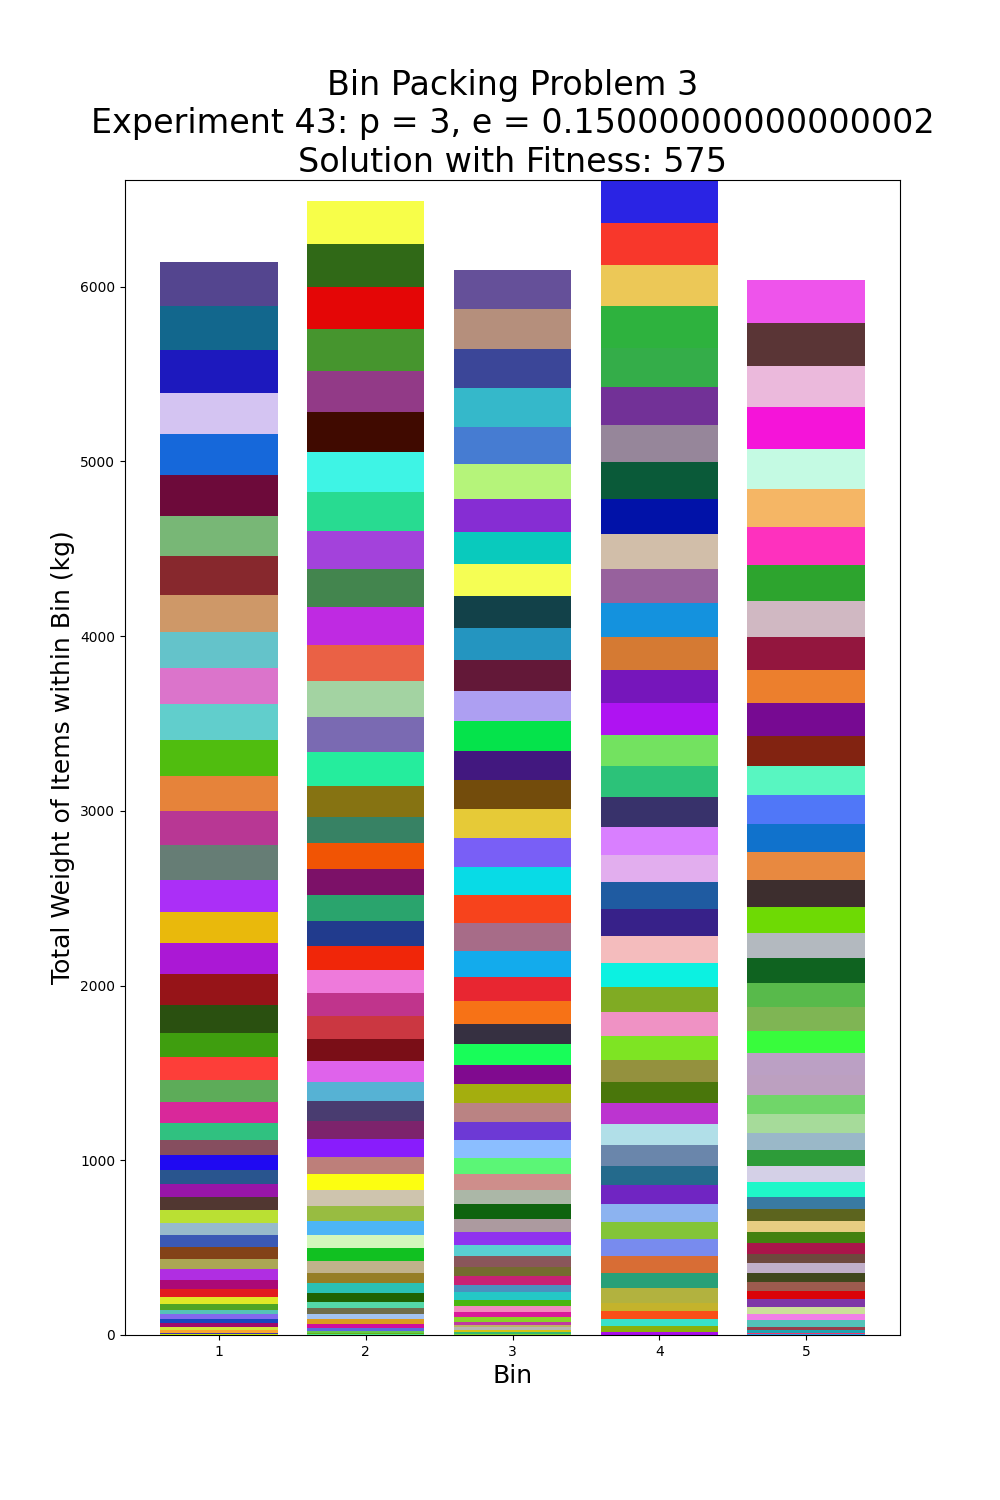 Bin Packing Problem 3
Experiment 43: p = 3, e = 0.15000000000000002
Solution with Fitness: 575
Total Weight of Items within Bin (kg)
6000
5000
4000
3000
2000
1000
0
1 2 3 4 5
Bin